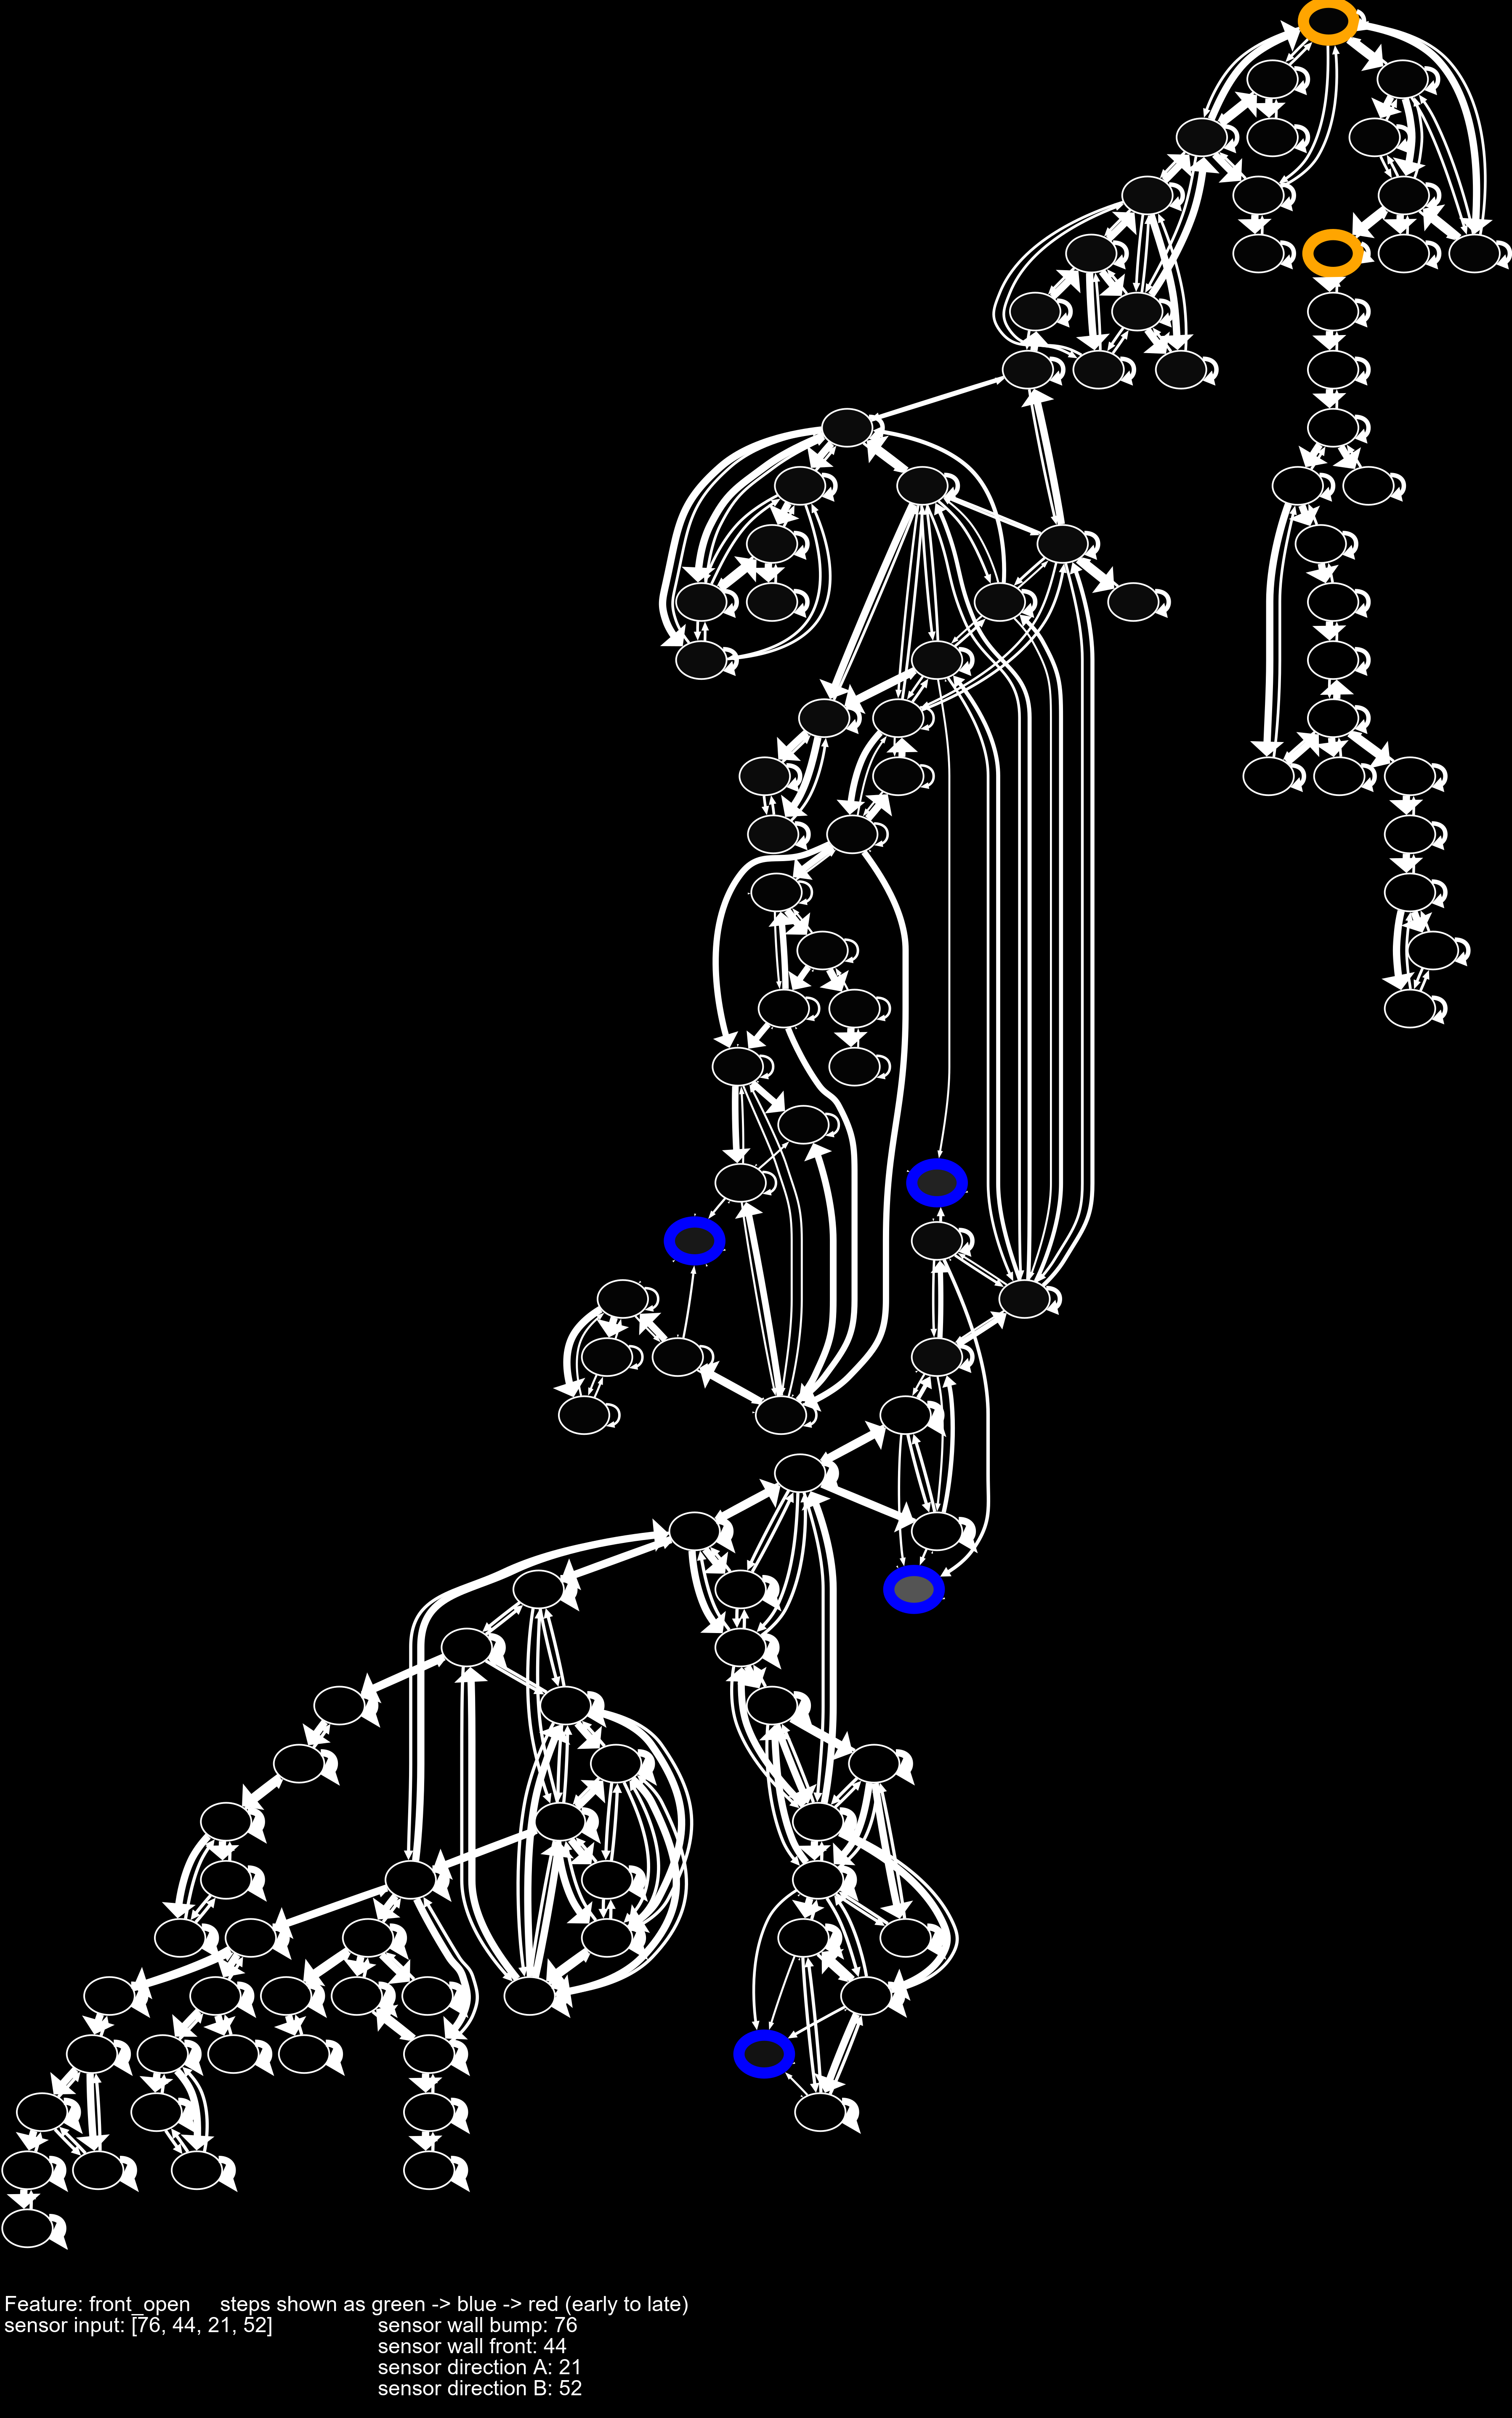 Feature: front_open     steps shown as green -> blue -> red (early to late)
sensor input: [76, 44, 21, 52]     sensor wall bump: 76
sensor wall front: 44
sensor direction A: 21
sensor direction B: 52